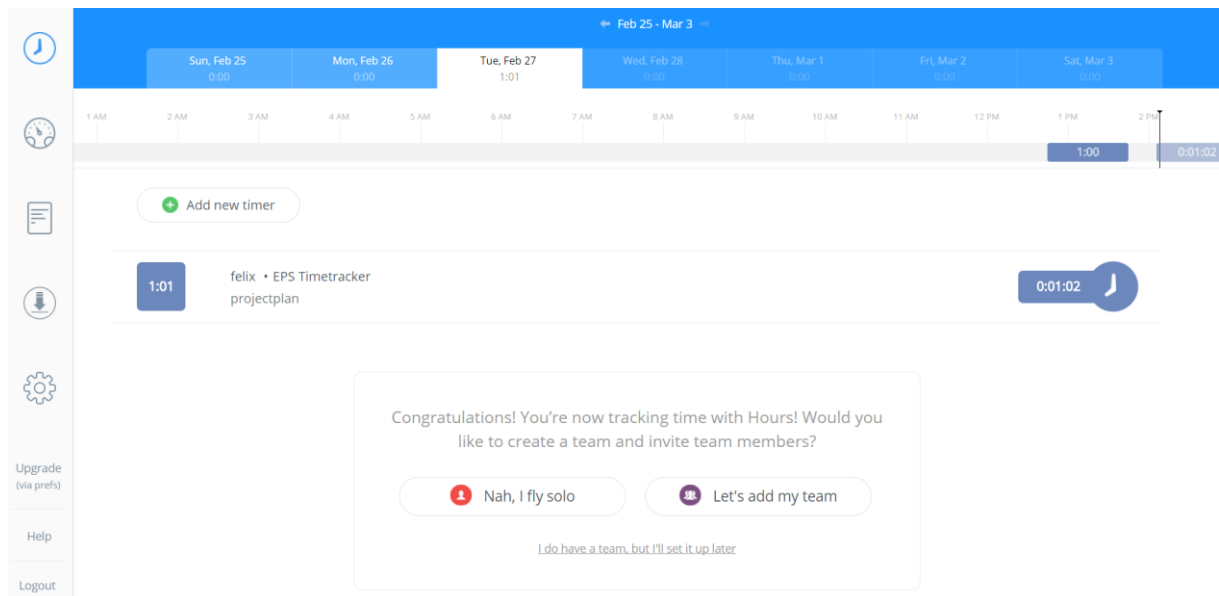 Feb 25 - Mar 3
Sun, Feb 25 Mon, Feb 26 Tue, Feb 27 Wed, Feb 28 Thu, Mar 1 Fri, Mar 2 Sat, Mar 3
0:00 0:00 1:01 0:00 0:00 0:00 0:00
1 AM 2 AM 3 AM 4 AM 5 AM 6 AM 7 AM 8 AM 9 AM 10 AM 11 AM 12 PM 1 PM 2 PM
1:00 0:01:02
Add new timer
1:01 felix • EPS Timetracker 0:01:02
projectplan
Congratulations! You're now tracking time with Hours! Would you
like to create a team and invite team members?
Nah, I fly solo Let's add my team
I do have a team, but I'll set it up later
Upgrade
(via prefs)
Help
Logout